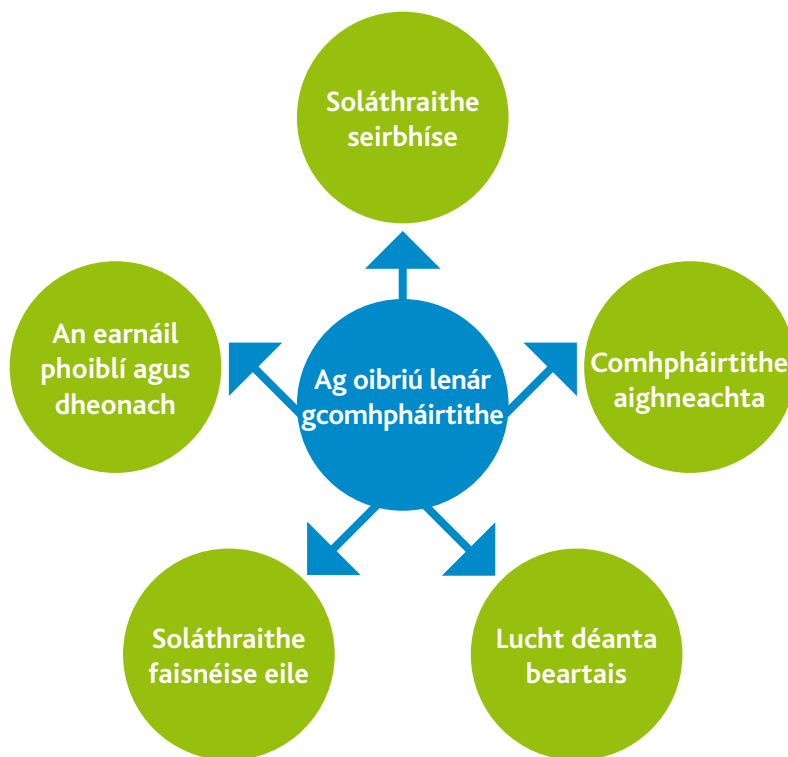 Soláthraithe
seirbhíse
An earnáil
phoiblí agus
dheonach
Ag oibriú lenár
gcomhpháirtithe
Comhpháirtithe
aighneachta
Soláthraithe
faisnéise eile
Lucht déanta
beartais